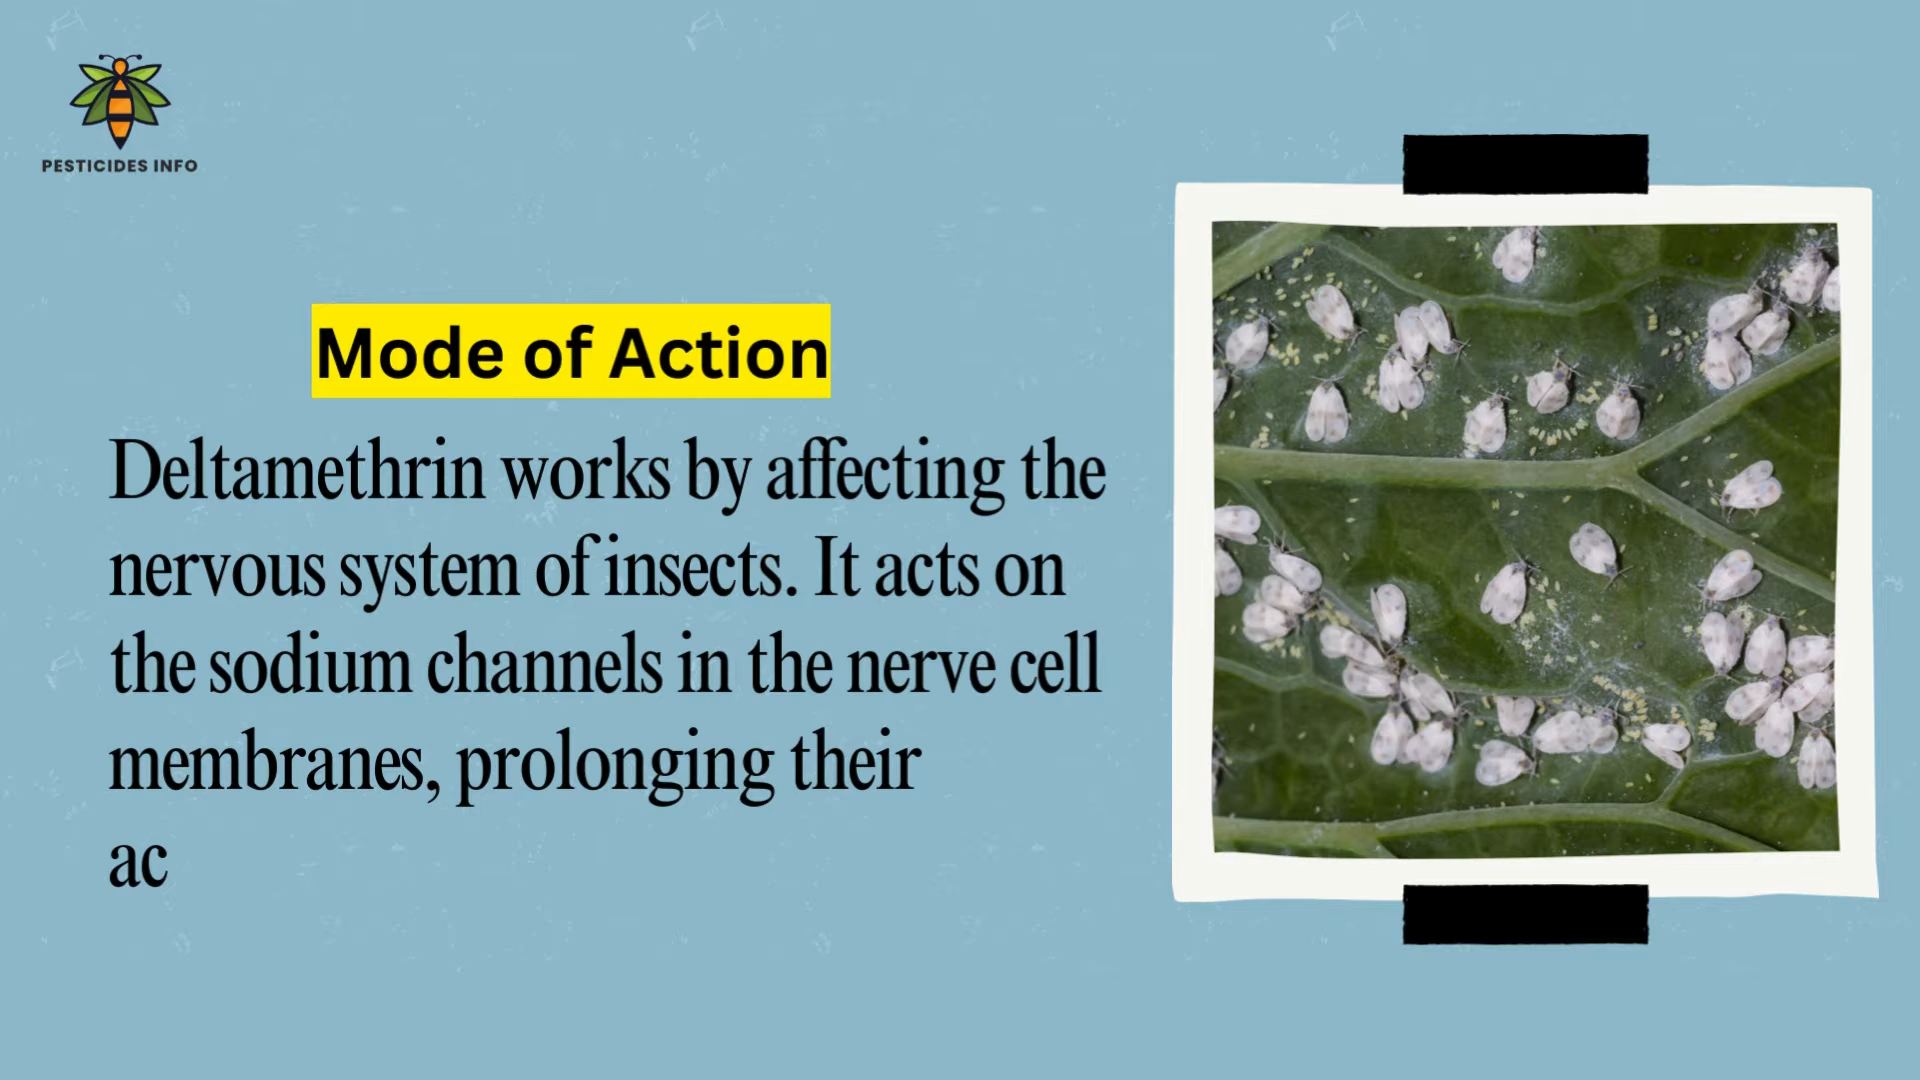 PESTICIDES INFO
Mode of Action
Deltamethrin works by affecting the
nervous system of insects. It acts on
the sodium channels in the nerve cell
membranes, prolonging their
ac